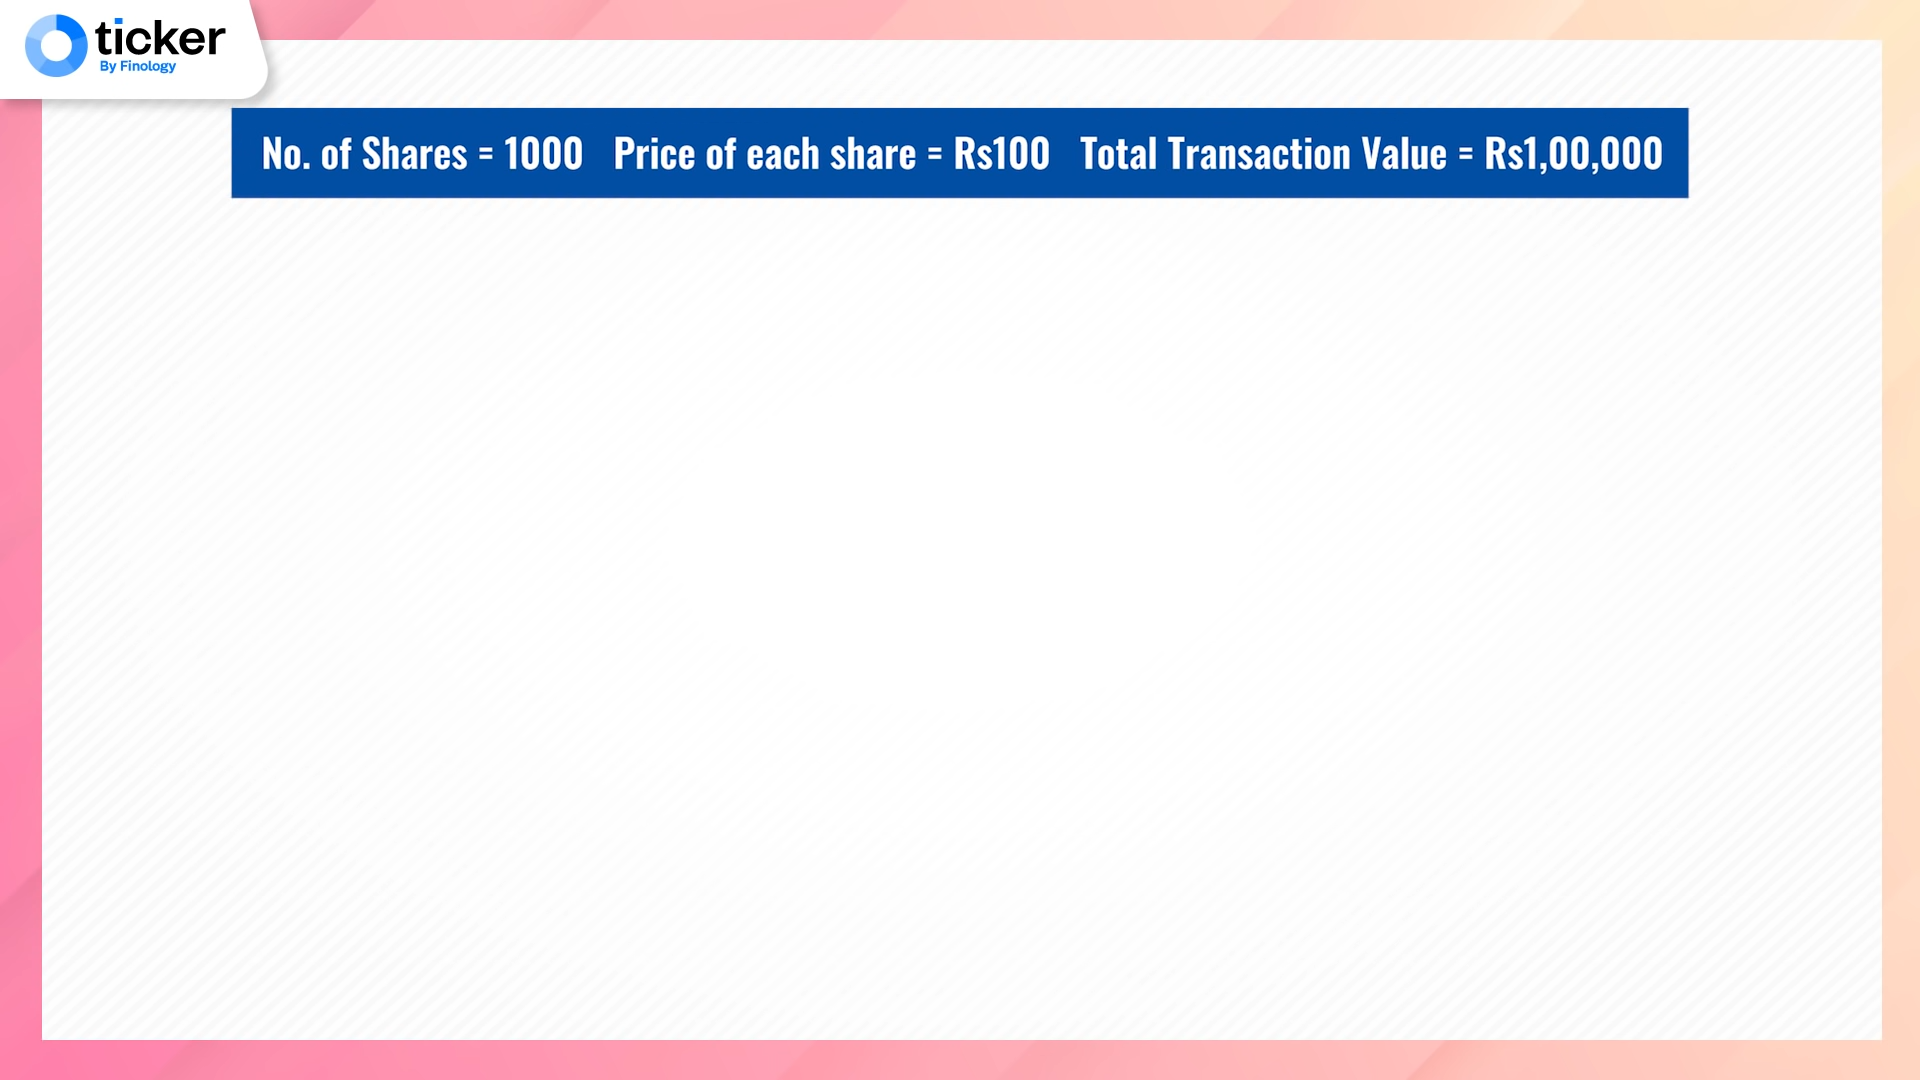 ticker
By Finology
No. of Shares = 1000 Price of each share = Rs100 Total Transaction Value = Rs1,00,000